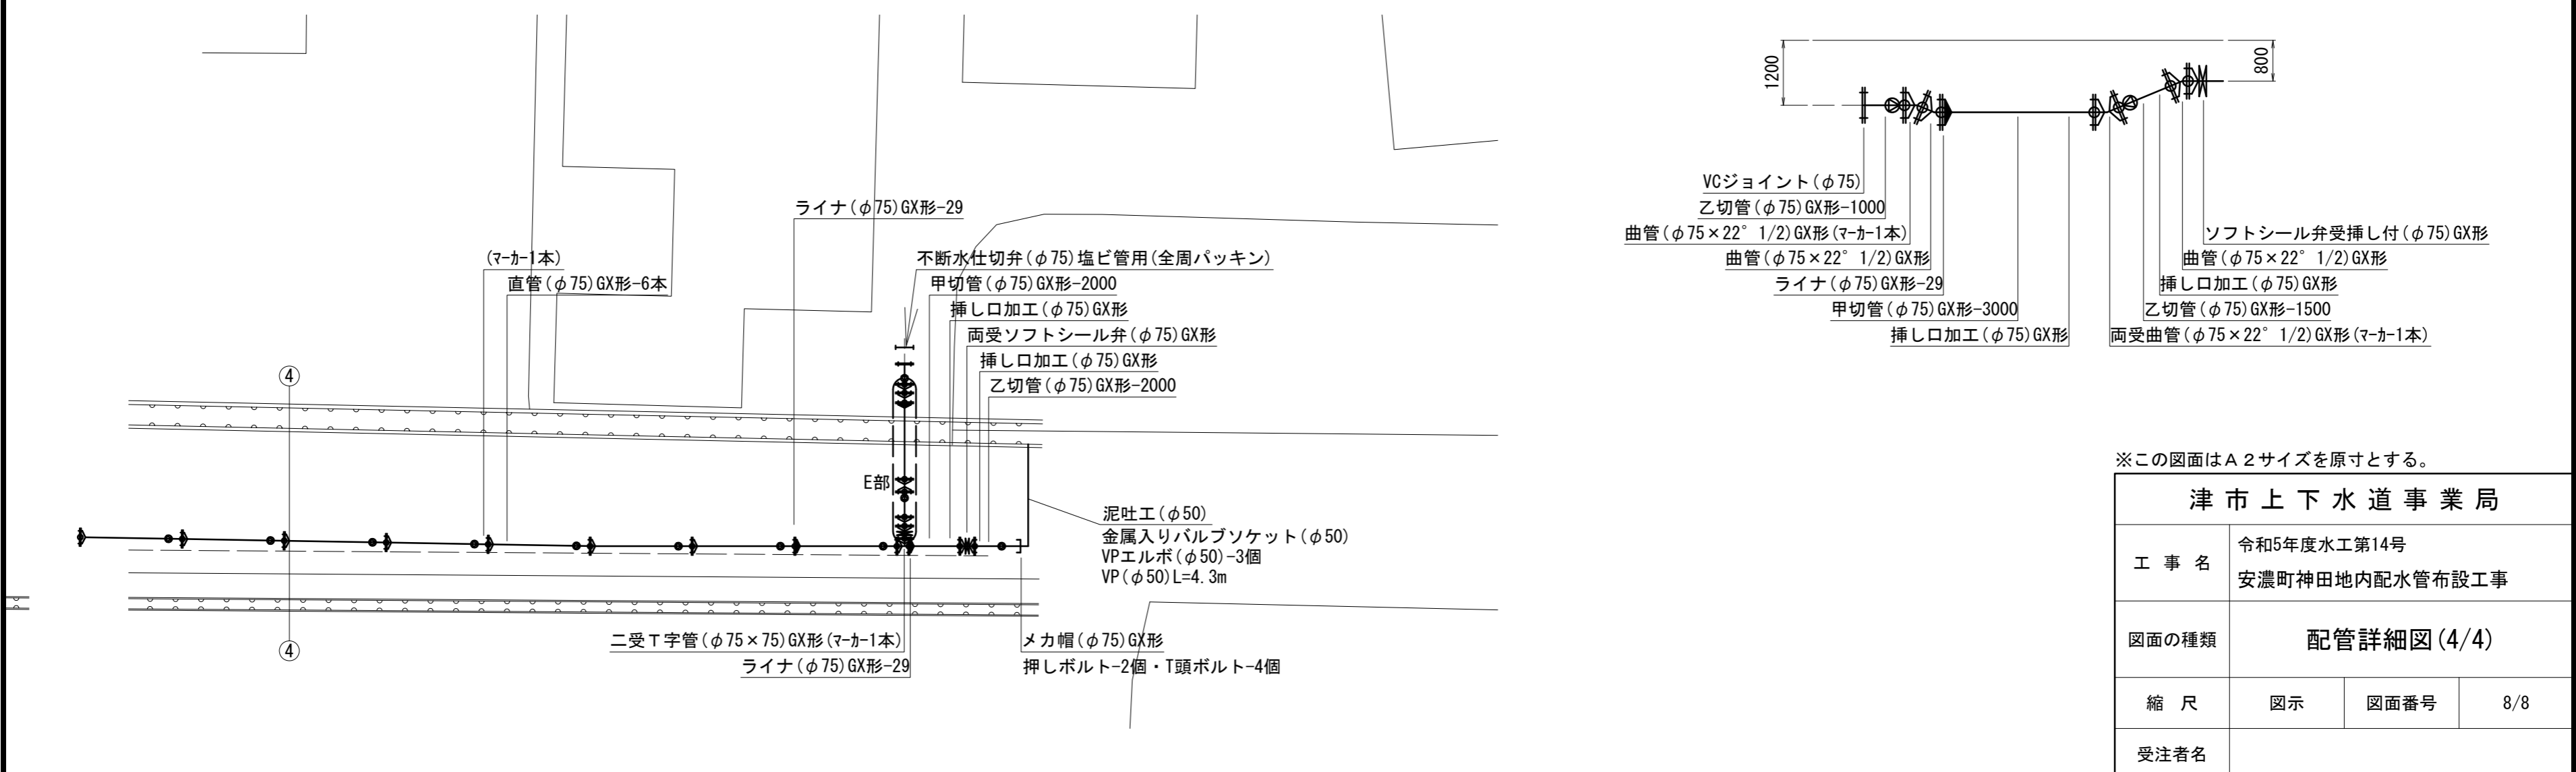 ライナ(φ75)GX形-29
(マーカー1本)
直管(φ75)GX形-6本
不断水仕切弁(φ75)塩ビ管用(全周パッキン)
甲切管(φ75)GX形-2000
挿し口加工(φ75)GX形
両受ソフトシール弁(φ75)GX形
挿し口加工(φ75)GX形
乙切管(φ75)GX形-2000
④
E部
泥吐工(φ50)
金属入りバルブソケット(φ50)
VPエルボ(φ50)-3個
VP(φ50)L=4.3m
④
二受T字管(φ75×75)GX形(マーカー1本)
ライナ(φ75)GX形-29
メカ帽(φ75)GX形
押しボルト-2個・T頭ボルト-4個
1200
800
VCジョイント(φ75)
乙切管(φ75)GX形-1000
曲管(φ75×22°1/2)GX形(マーカー1本)
曲管(φ75×22°1/2)GX形
ライナ(φ75)GX形-29
甲切管(φ75)GX形-3000
挿し口加工(φ75)GX形
ソフトシール弁受挿し付(φ75)GX形
曲管(φ75×22°1/2)GX形
挿し口加工(φ75)GX形
乙切管(φ75)GX形-1500
両受曲管(φ75×22°1/2)GX形(マーカー1本)
※この図面はA2サイズを原寸とする。
津市上下水道事業局
工事名
令和5年度水工第14号
安濃町神田地内配水管布設工事
図面の種類
配管詳細図(4/4)
縮尺 図示 図面番号 8/8
受注者名